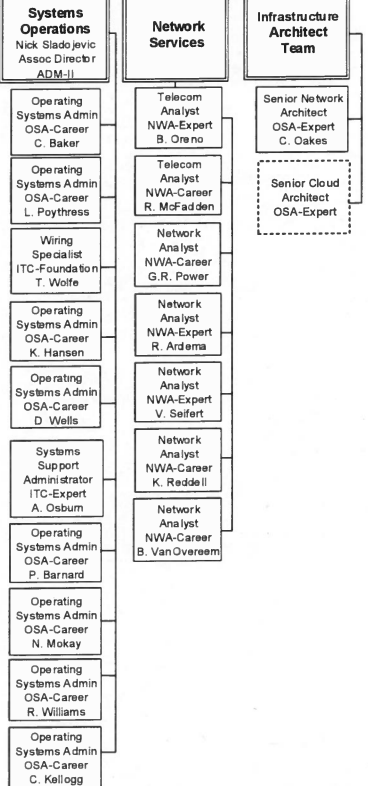 Systems
Operations
Nick Sladojevic
Assoc Director
ADM-II
Operating
Systems Admin
OSA-Career
C. Baker
Operating
Systems Admin
OSA-Career
L. Poythress
Wiring
Specialist
ITC-Foundation
T. Wolfe
Operating
Systems Admin
OSA-Career
K. Hansen
Operating
Systems Admin
OSA-Career
D Wells
Systems
Support
Administrator
ITC-Expert
A. Osburn
Operating
Systems Admin
OSA-Career
P. Barnard
Operating
Systems Admin
OSA-Career
N. Mokay
Operating
Systems Admin
OSA-Career
R. Williams
Operating
Systems Admin
OSA-Career
C. Kellogg
Network
Services
Telecom
Analyst
NWA-Expert
B. Oreno
Telecom
Analyst
NWA-Career
R. McFadden
Network
Analyst
NWA-Career
G.R. Power
Network
Analyst
NWA-Expert
R. Ardema
Network
Analyst
NWA-Expert
V. Seifert
Network
Analyst
NWA-Career
K. Reddell
Network
Analyst
NWA-Career
B. VanOvereem
Infrastructure
Architect
Team
Senior Network
Architect
OSA-Expert
C. Oakes
Senior Cloud
Architect
OSA-Expert